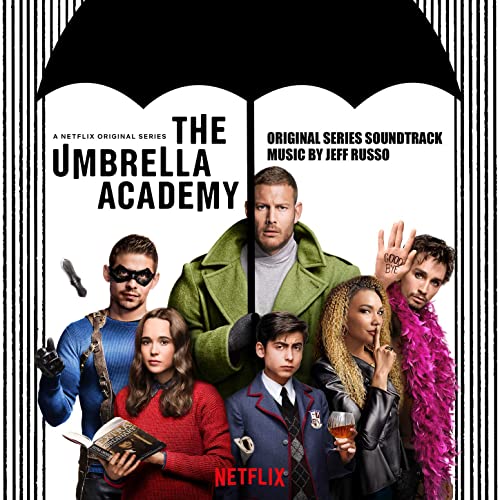 A NETFLIX ORIGINAL SERIES
THE
UMBRELLA
ACADEMY
ORIGINAL SERIES SOUNDTRACK
MUSIC BY JEFF RUSSO
GOOD
BYE
NETFLIX